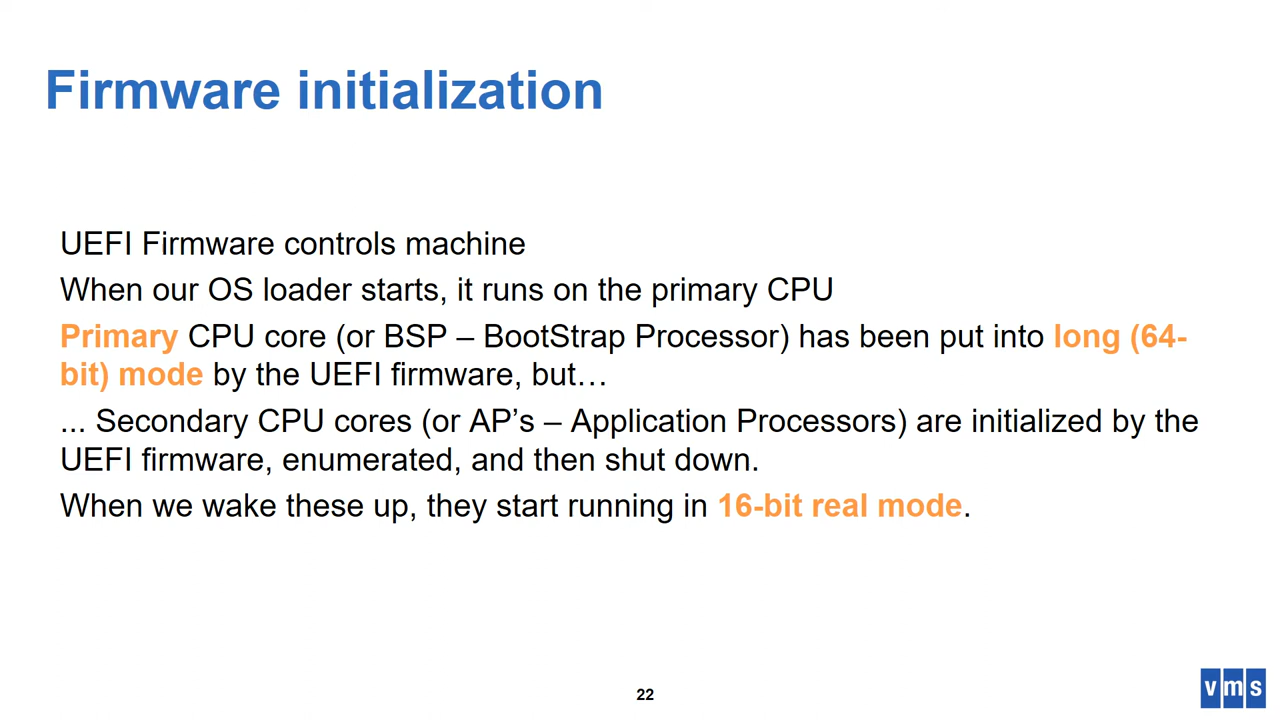 Firmware initialization
UEFI Firmware controls machine
When our OS loader starts, it runs on the primary CPU
Primary CPU core (or BSP – BootStrap Processor) has been put into long (64-
bit) mode by the UEFI firmware, but…
... Secondary CPU cores (or AP’s – Application Processors) are initialized by the
UEFI firmware, enumerated, and then shut down.
When we wake these up, they start running in 16-bit real mode.
22
vms